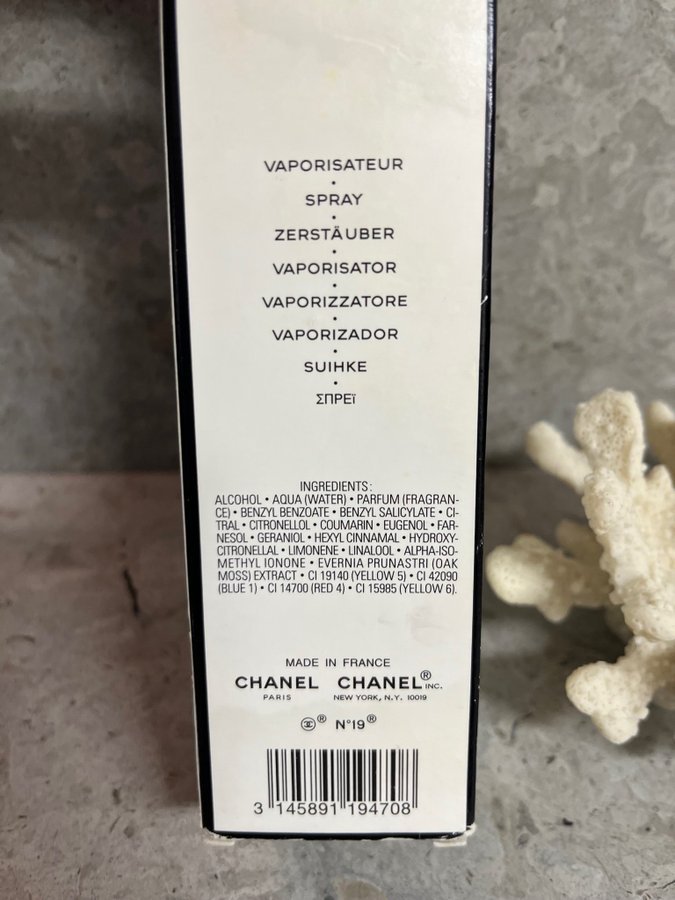 VAPORISATEUR
•
SPRAY
•
ZERSTÄUBER
•
VAPORISATOR
•
VAPORIZZATORE
•
VAPORIZADOR
•
SUIHKE
•
ΣΠΡΕÏ
INGREDIENTS:
ALCOHOL • AQUA (WATER) • PARFUM (FRAGRAN-
CE) • BENZYL BENZOATE • BENZYL SALICYLATE • CI-
TRAL • CITRONELLOL • COUMARIN • EUGENOL • FAR-
NESOL • GERANIOL • HEXYL CINNAMAL • HYDROXY-
CITRONELLAL • LIMONENE • LINALOOL • ALPHA-ISO-
METHYL IONONE • EVERNIA PRUNASTRI (OAK
MOSS) EXTRACT • CI 19140 (YELLOW 5) • CI 42090
(BLUE 1) • CI 14700 (RED 4) • CI 15985 (YELLOW 6).
MADE IN FRANCE
CHANEL CHANEL® INC.
PARIS NEW YORK, N.Y. 10019
® N°19®
3 145891 194708